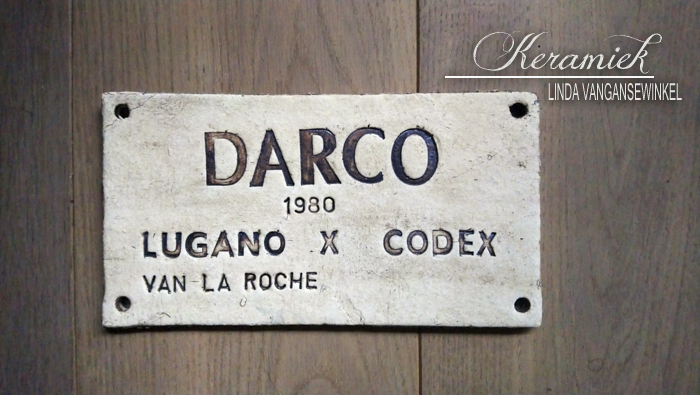 Keramiek
LINDA VANGANSEWINKEL
DARCO
1980
LUGANO X CODEX
VAN LA ROCHE